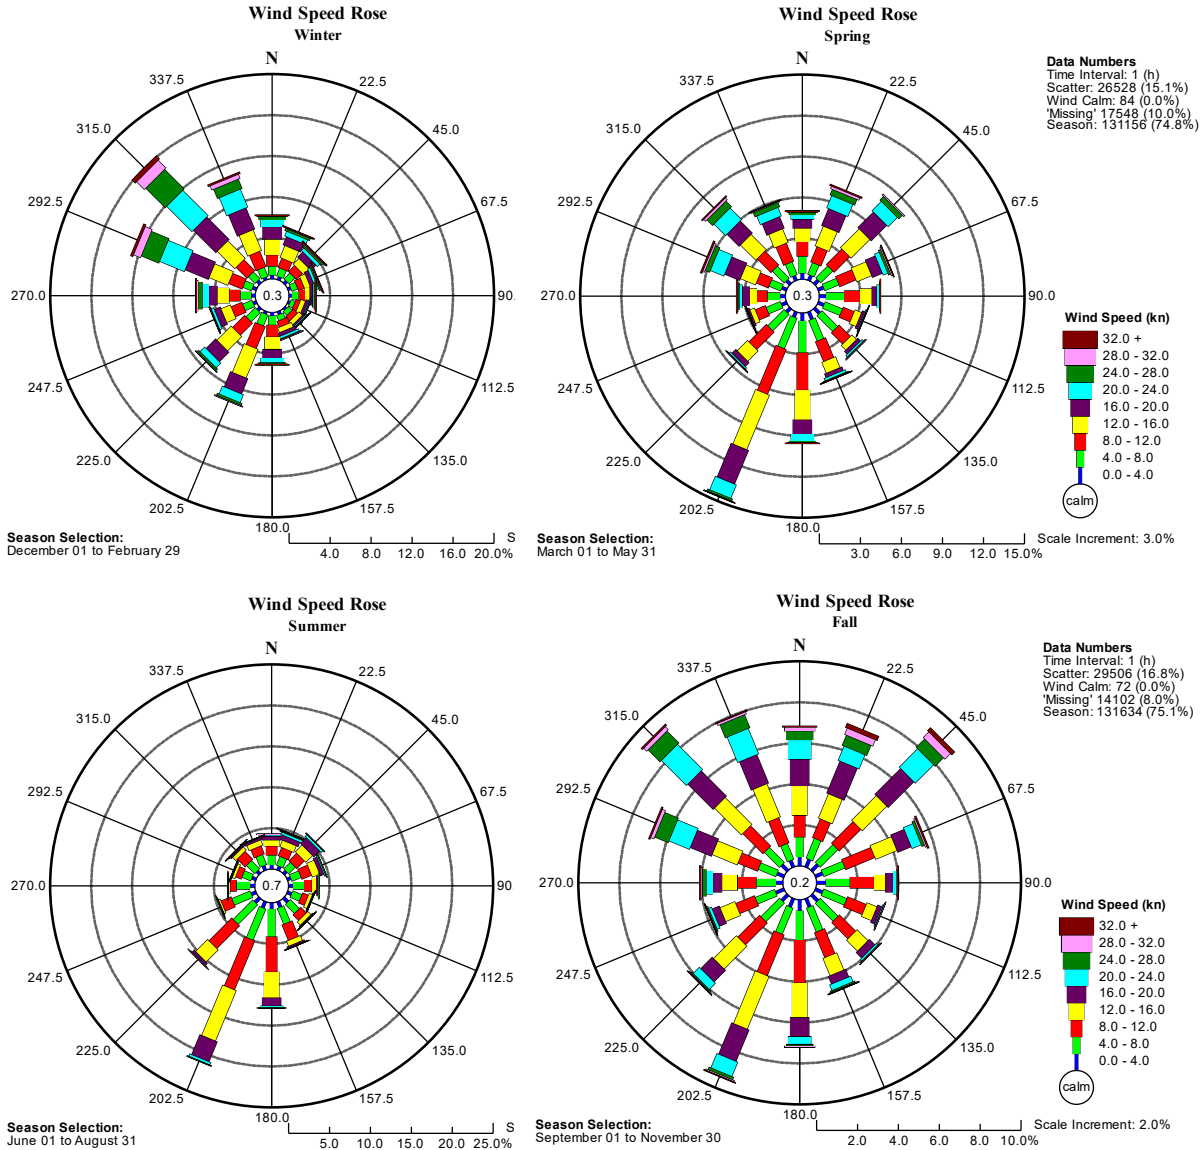 Wind Speed Rose
Winter
N
22.5
45.0
67.5
90.
112.5
135.0
157.5
180.0
202.5
225.0
247.5
270.0
292.5
315.0
337.5
0.3
Season Selection:
December 01 to February 29
4.0 8.0 12.0 16.0 20.0%
S
Wind Speed Rose
Spring
N
22.5
45.0
67.5
90.0
112.5
135.0
157.5
180.0
202.5
225.0
247.5
270.0
292.5
315.0
337.5
0.3
Data Numbers
Time Interval: 1 (h)
Scatter: 26528 (15.1%)
Wind Calm: 84 (0.0%)
'Missing' 17548 (10.0%)
Season: 131156 (74.8%)
Wind Speed (kn)
32.0 +
28.0 - 32.0
24.0 - 28.0
20.0 - 24.0
16.0 - 20.0
12.0 - 16.0
8.0 - 12.0
4.0 - 8.0
0.0 - 4.0
calm
Season Selection:
March 01 to May 31
3.0 6.0 9.0 12.0 15.0%
Scale Increment: 3.0%
Wind Speed Rose
Summer
N
22.5
45.0
67.5
90
112.5
135.0
157.5
180.0
202.5
225.0
247.5
270.0
292.5
315.0
337.5
0.7
Season Selection:
June 01 to August 31
5.0 10.0 15.0 20.0 25.0%
S
Wind Speed Rose
Fall
N
22.5
45.0
67.5
90.0
112.5
135.0
157.5
180.0
202.5
225.0
247.5
270.0
292.5
315.0
337.5
0.2
Data Numbers
Time Interval: 1 (h)
Scatter: 29506 (16.8%)
Wind Calm: 72 (0.0%)
'Missing' 14102 (8.0%)
Season: 131634 (75.1%)
Wind Speed (kn)
32.0 +
28.0 - 32.0
24.0 - 28.0
20.0 - 24.0
16.0 - 20.0
12.0 - 16.0
8.0 - 12.0
4.0 - 8.0
0.0 - 4.0
calm
Season Selection:
September 01 to November 30
2.0 4.0 6.0 8.0 10.0%
Scale Increment: 2.0%